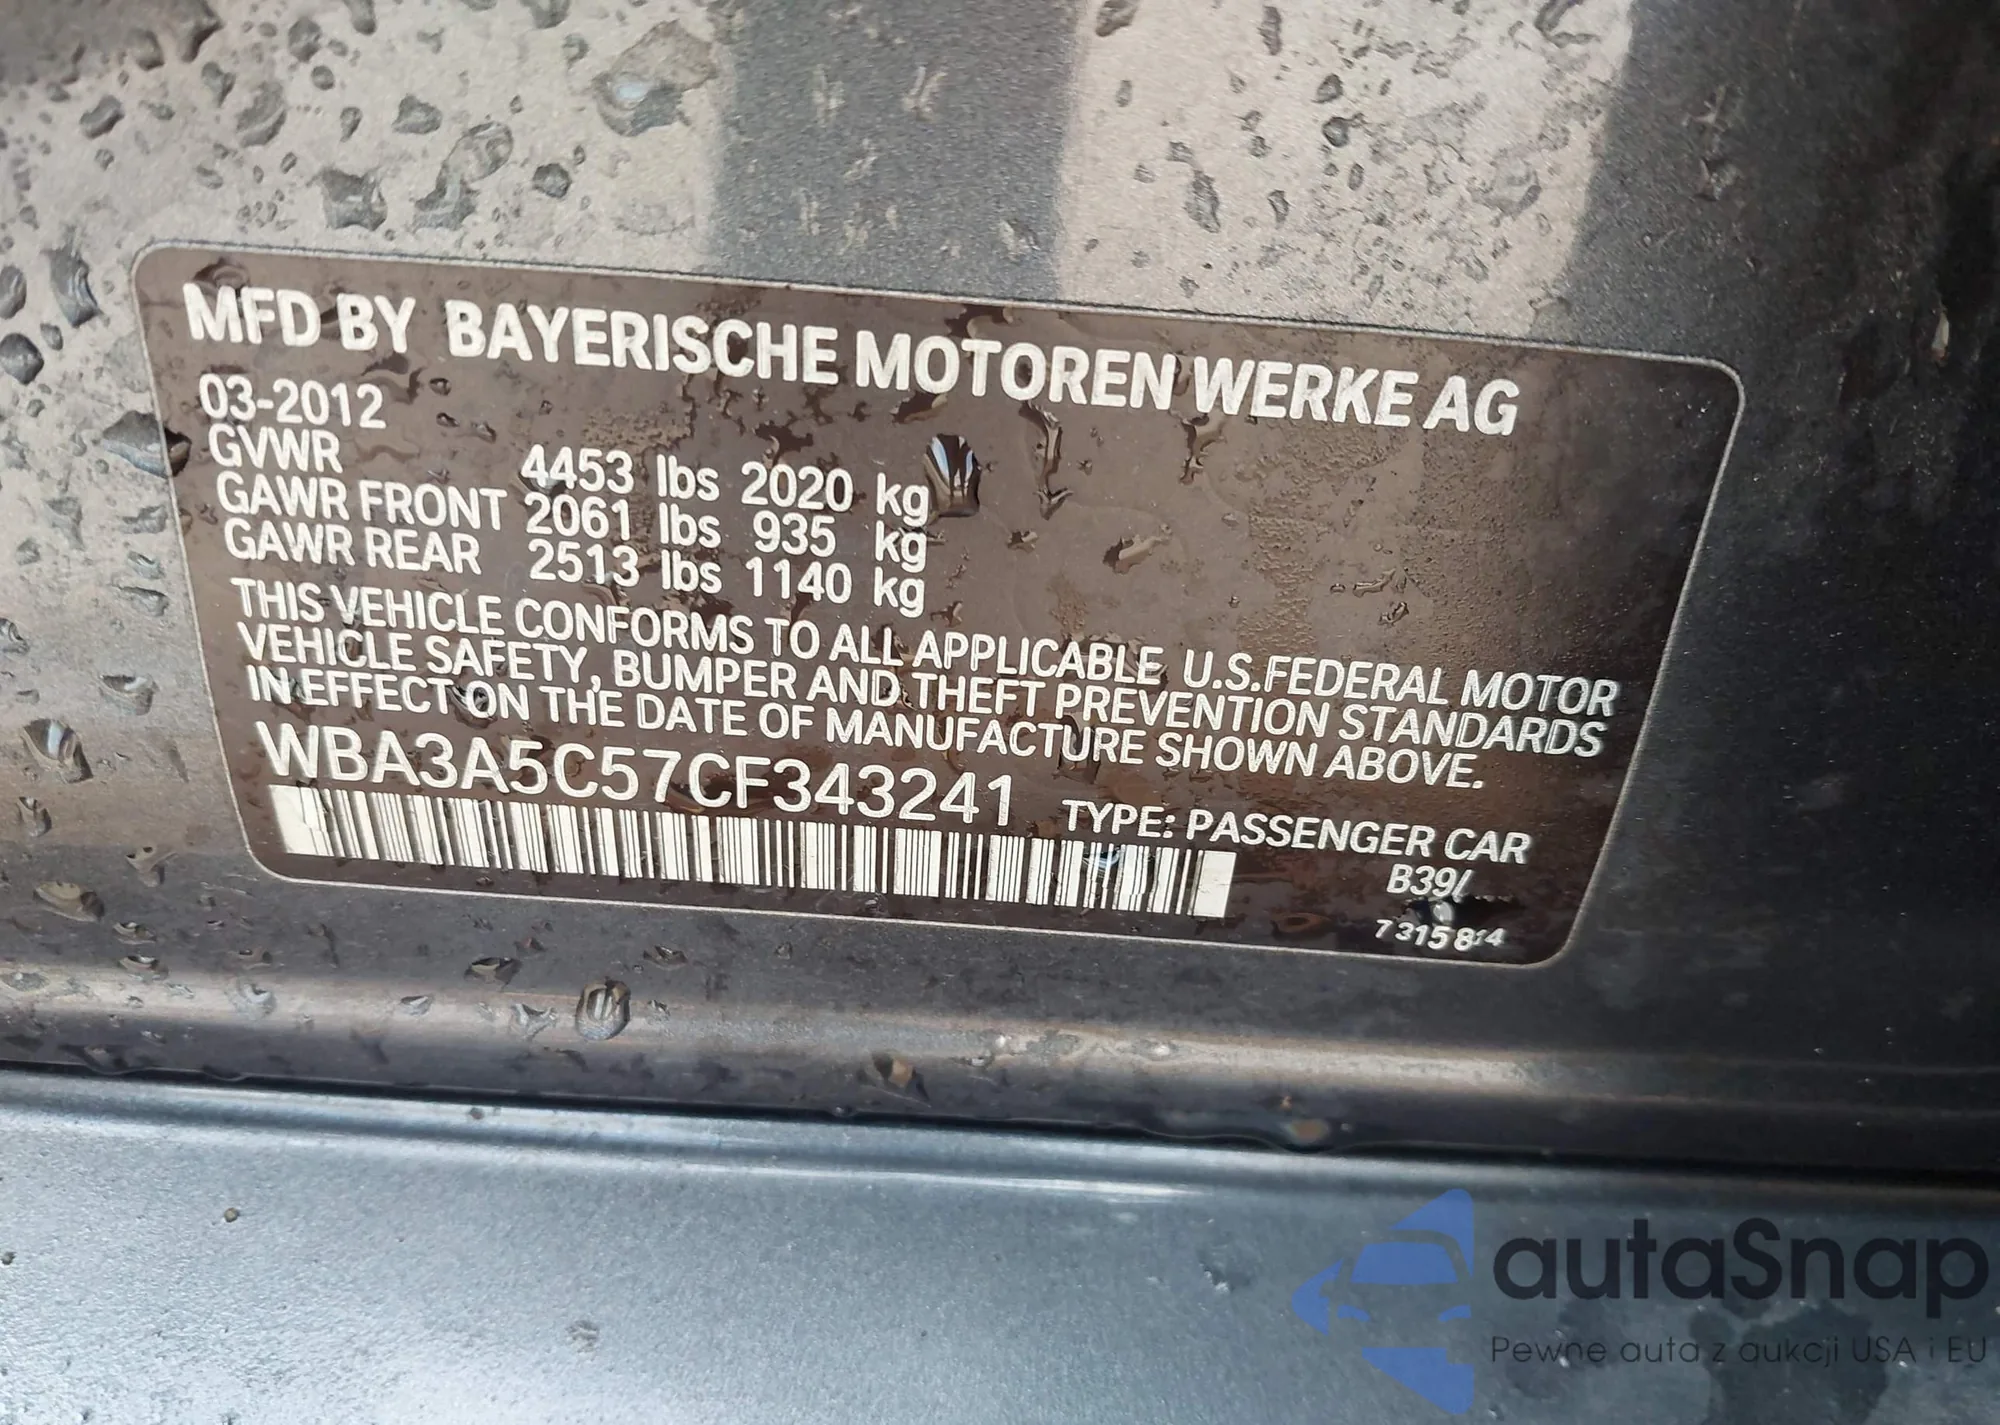 MFD BY BAYERISCHE MOTOREN WERKE AG
03-2012
GVWR 4453 lbs 2020 kg
GAWR FRONT 2061 lbs 935 kg
GAWR REAR 2513 lbs 1140 kg
THIS VEHICLE CONFORMS TO ALL APPLICABLE U.S.FEDERAL MOTOR
VEHICLE SAFETY, BUMPER AND THEFT PREVENTION STANDARDS
IN EFFECT ON THE DATE OF MANUFACTURE SHOWN ABOVE.
WBA3A5C57CF343241 TYPE: PASSENGER CAR
B39/
7315814
autaSnap
Pewne auta z aukcji USA i EU